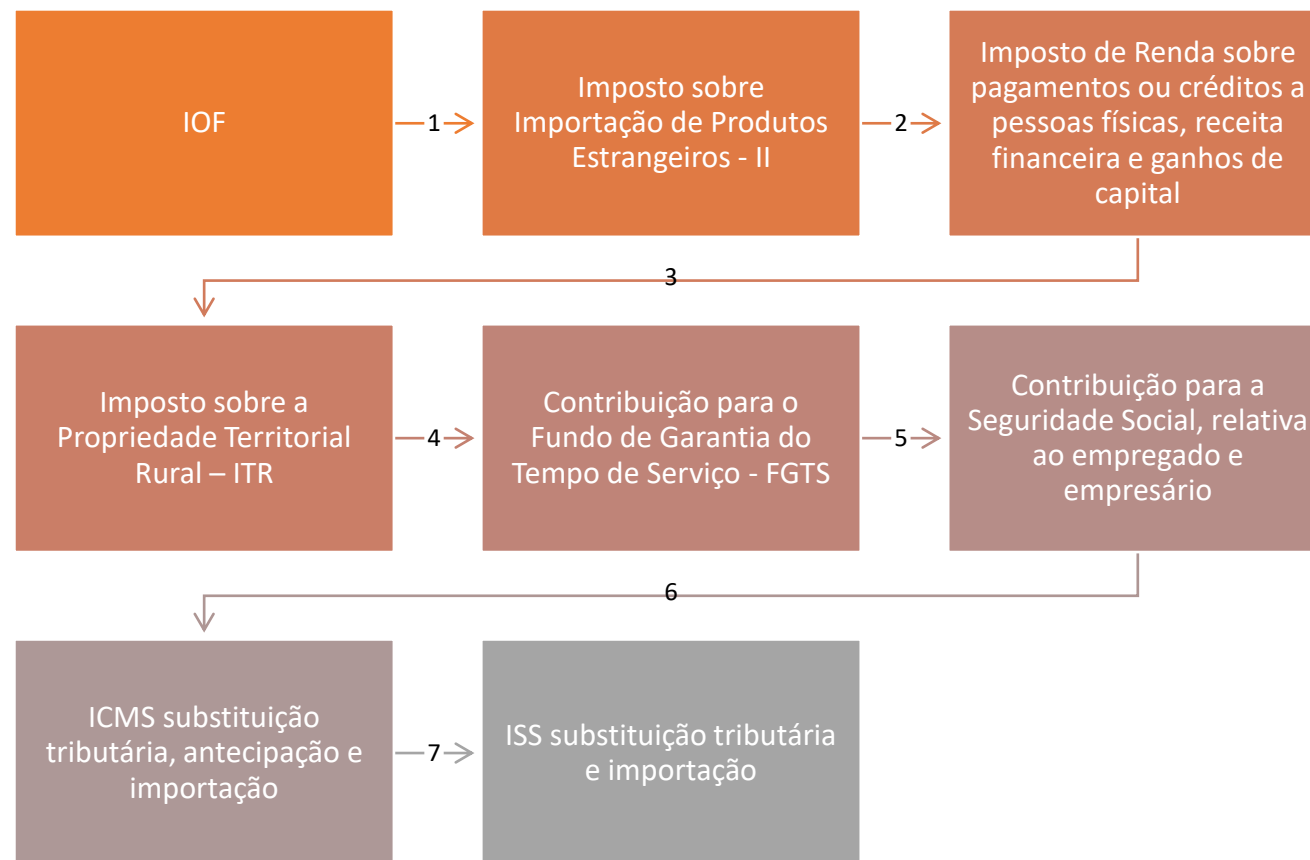 IOF
1
Imposto sobre
Importação de Produtos
Estrangeiros - II
2
Imposto de Renda sobre
pagamentos ou créditos a
pessoas físicas, receita
financeira e ganhos de
capital
3
Imposto sobre a
Propriedade Territorial
Rural – ITR
4
Contribuição para o
Fundo de Garantia do
Tempo de Serviço - FGTS
5
Contribuição para a
Seguridade Social, relativa
ao empregado e
empresário
6
ICMS substituição
tributária, antecipação e
importação
7
ISS substituição tributária
e importação